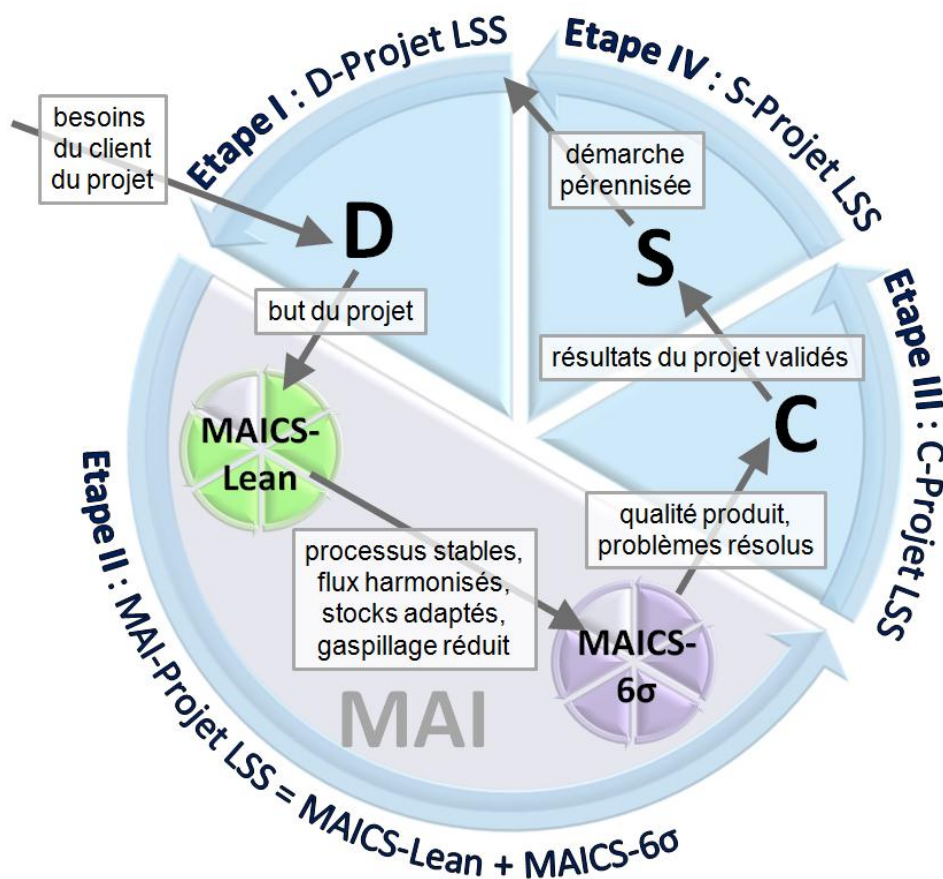 Etape I : D-Projet LSS
besoins
du client
du projet
D
but du projet
Etape II : MAI-Projet LSS = MAICS-Lean + MAICS-6σ
MAICS-
Lean
processus stables,
flux harmonisés,
stocks adaptés,
gaspillage réduit
MAICS-
6σ
MAI
Etape III : C-Projet LSS
qualité produit,
problèmes résolus
C
résultats du projet validés
Etape IV : S-Projet LSS
S
démarche
pérennisée